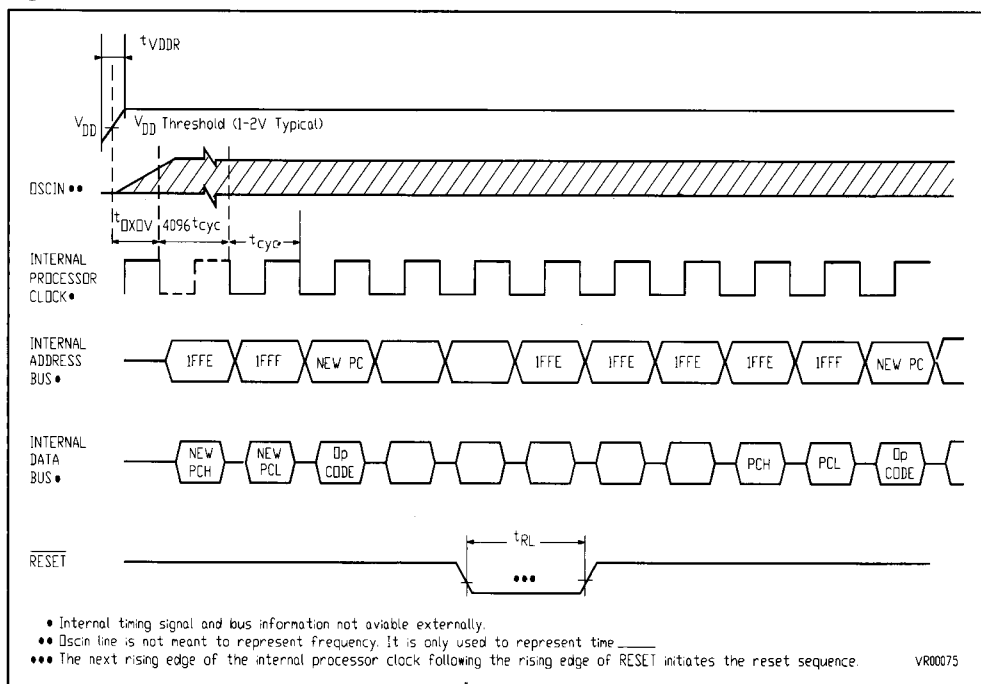 tVDDR
VDD
VDD Threshold (1-2V Typical)
OSCIN ••
tOXOV
4096 tcyc
tcyc
INTERNAL
PROCESSOR
CLOCK•
INTERNAL
ADDRESS
BUS•
1FFE
1FFF
NEW PC
1FFE
1FFE
1FFE
1FFE
1FFF
NEW PC
INTERNAL
DATA
BUS•
NEW
PCH
NEW
PCL
Op
CODE
PCH
PCL
Op
CODE
RESET
tRL
•••
• Internal timing signal and bus information not aviable externally.
•• Oscin line is not meant to represent frequency. It is only used to represent time
••• The next rising edge of the internal processor clock following the rising edge of RESET initiates the reset sequence.
VR00075